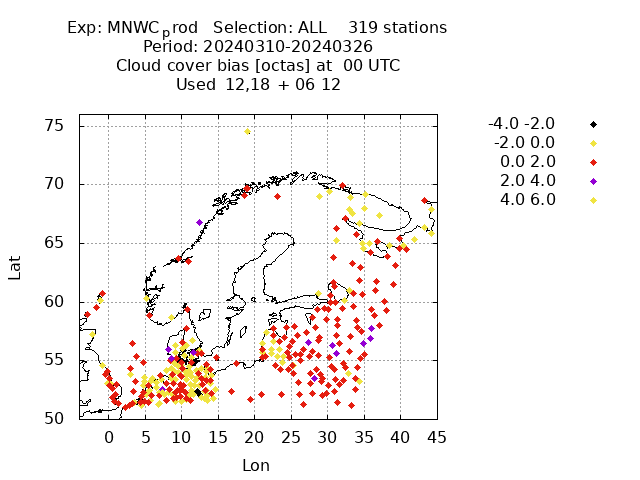 Exp: MNWCprod Selection: ALL 319 stations
Period: 20240310-20240326
Cloud cover bias [octas] at 00 UTC
Used 12,18 + 06 12
-4.0 -2.0
-2.0 0.0
0.0 2.0
2.0 4.0
4.0 6.0
75
70
65
60
55
50
Lat
0 5 10 15 20 25 30 35 40 45
Lon